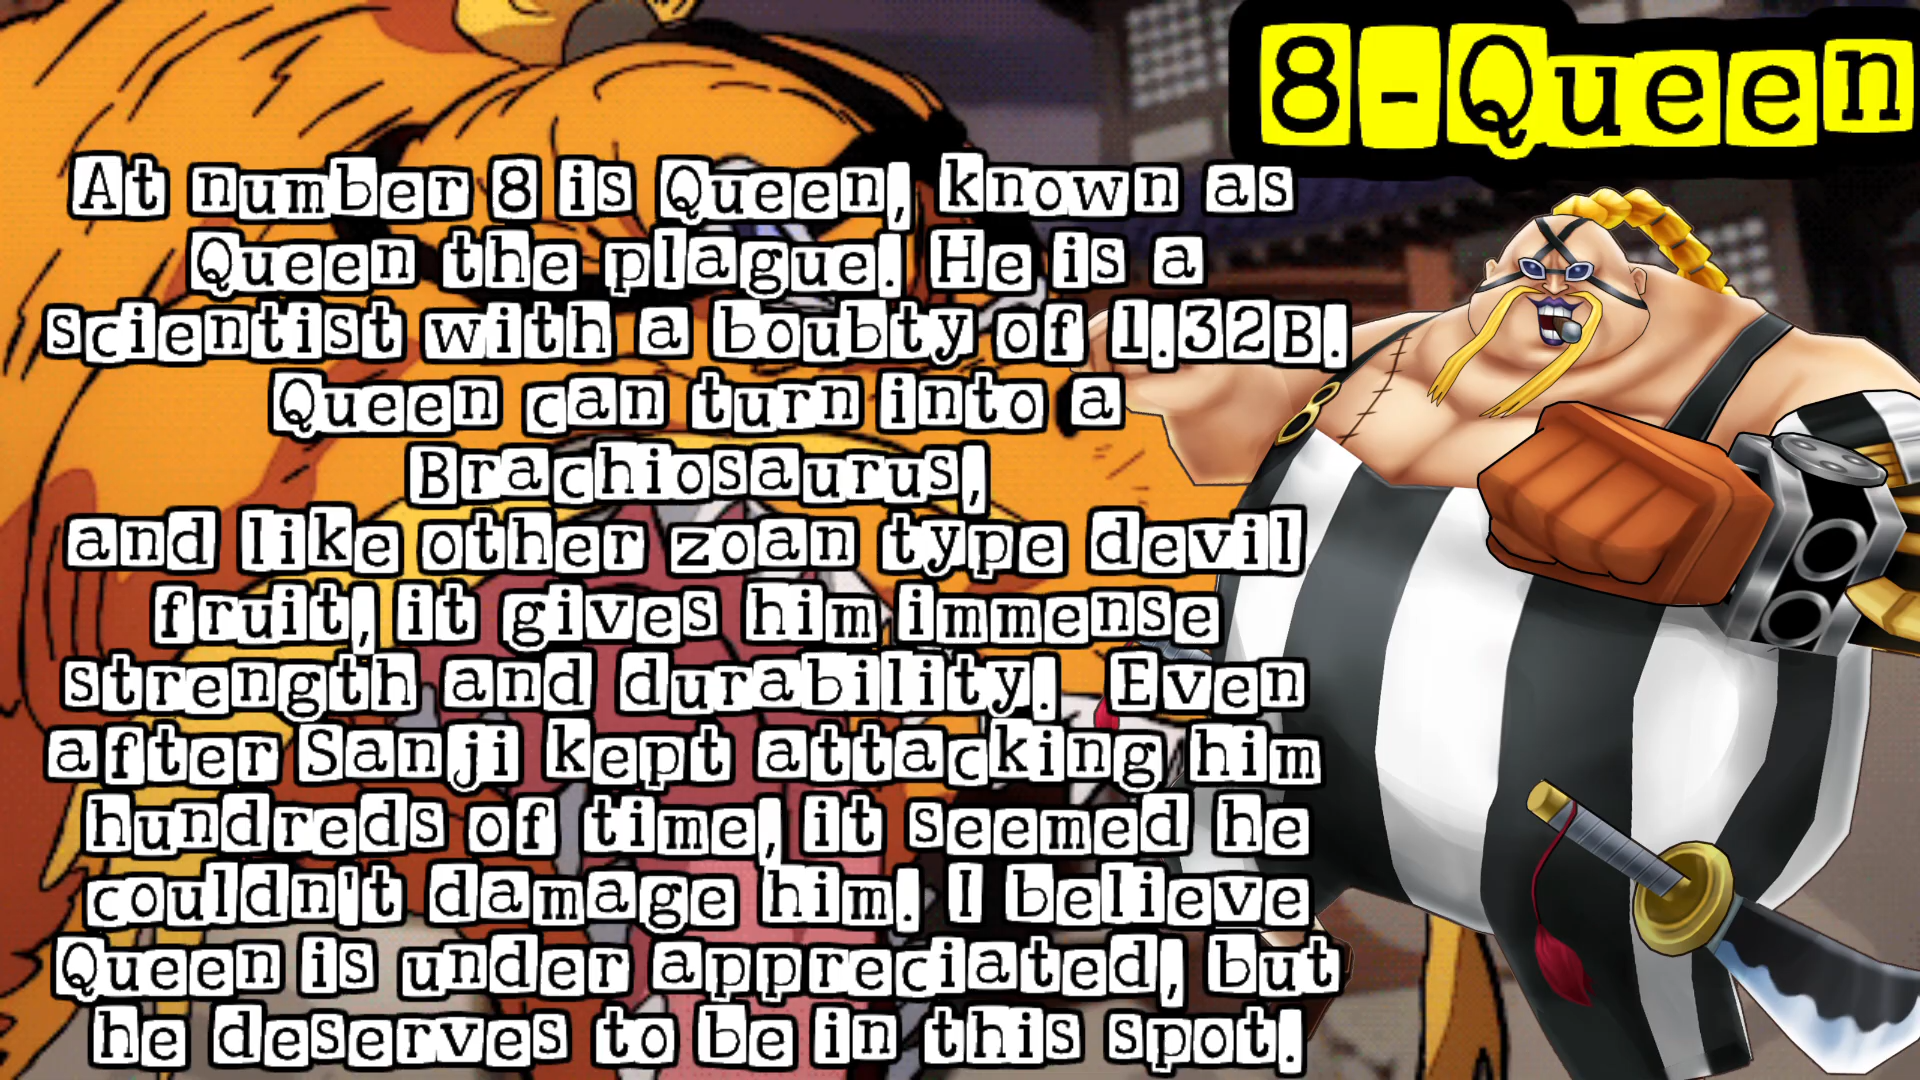 8-Queen
At number 8 is Queen, known as
Queen the plague. He is a
scientist with a boubty of 1.32B.
Queen can turn into a
Brachiosaurus,
and like other zoan type devil
fruit, it gives him immense
strength and durability. Even
after Sanji kept attacking him
hundreds of time, it seemed he
couldn't damage him. I believe
Queen is under appreciated, but
he deserves to be in this spot.